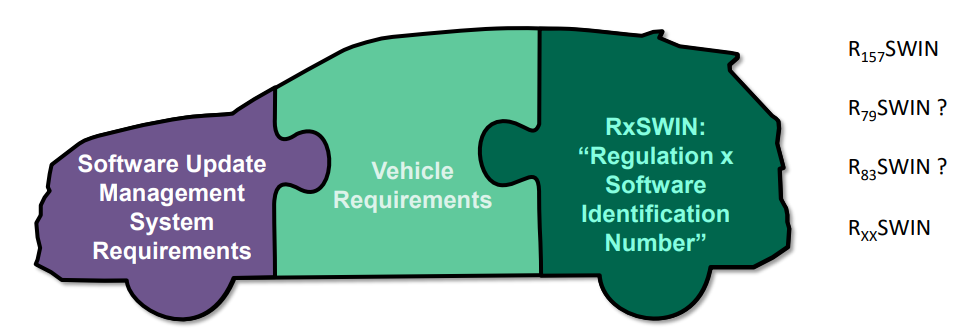 Software Update
Management
System
Requirements
Vehicle
Requirements
RxSWIN:
“Regulation x
Software
Identification
Number”
R157SWIN
R79SWIN ?
R83SWIN ?
RXXSWIN